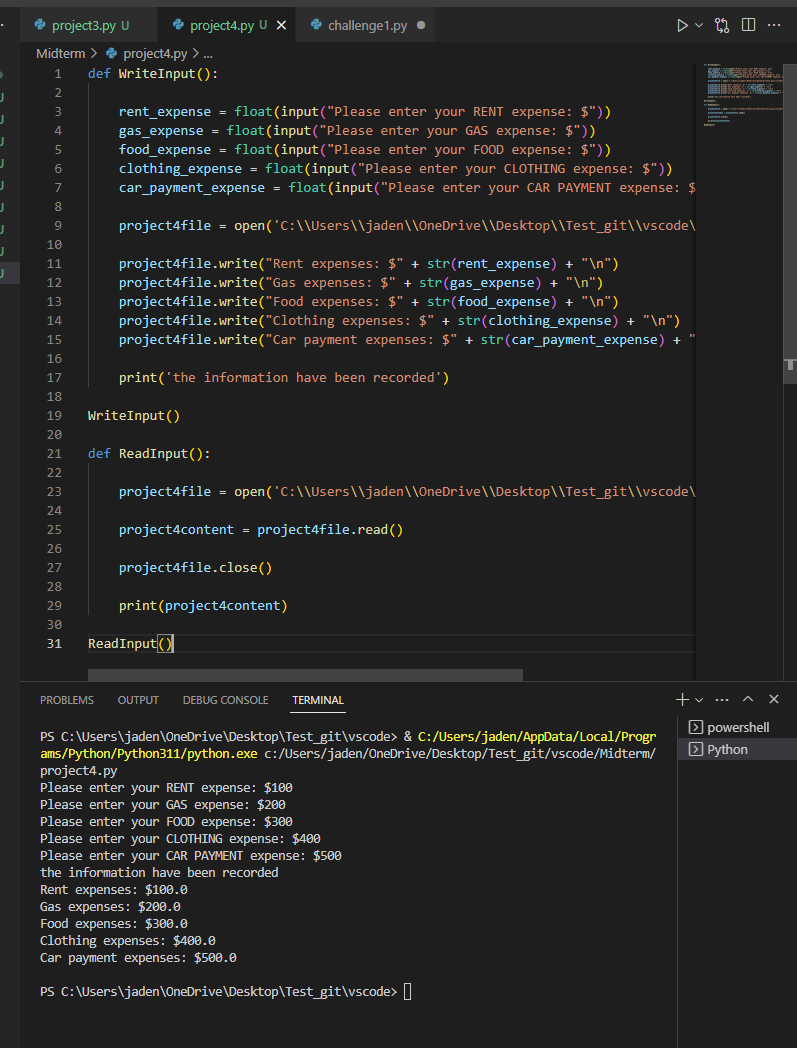 project3.py U
project4.py U
challenge1.py
Midterm > project4.py > ...
1 def WriteInput():
2
3 rent_expense = float(input("Please enter your RENT expense: $"))
4 gas_expense = float(input("Please enter your GAS expense: $"))
5 food_expense = float(input("Please enter your FOOD expense: $"))
6 clothing_expense = float(input("Please enter your CLOTHING expense: $"))
7 car_payment_expense = float(input("Please enter your CAR PAYMENT expense: $
8
9 project4file = open('C:\\Users\\jaden\\OneDrive\\Desktop\\Test_git\\vscode\
10
11 project4file.write("Rent expenses: $" + str(rent_expense) + "\n")
12 project4file.write("Gas expenses: $" + str(gas_expense) + "\n")
13 project4file.write("Food expenses: $" + str(food_expense) + "\n")
14 project4file.write("Clothing expenses: $" + str(clothing_expense) + "\n")
15 project4file.write("Car payment expenses: $" + str(car_payment_expense) + "
16
17 print('the information have been recorded')
18
19 WriteInput()
20
21 def ReadInput():
22
23 project4file = open('C:\\Users\\jaden\\OneDrive\\Desktop\\Test_git\\vscode\
24
25 project4content = project4file.read()
26
27 project4file.close()
28
29 print(project4content)
30
31 ReadInput()
PROBLEMS OUTPUT DEBUG CONSOLE TERMINAL
powershell
Python
PS C:\Users\jaden\OneDrive\Desktop\Test_git\vscode> & C:/Users/jaden/AppData/Local/Progr
ams/Python/Python311/python.exe c:/Users/jaden/OneDrive/Desktop/Test_git/vscode/Midterm/
project4.py
Please enter your RENT expense: $100
Please enter your GAS expense: $200
Please enter your FOOD expense: $300
Please enter your CLOTHING expense: $400
Please enter your CAR PAYMENT expense: $500
the information have been recorded
Rent expenses: $100.0
Gas expenses: $200.0
Food expenses: $300.0
Clothing expenses: $400.0
Car payment expenses: $500.0

PS C:\Users\jaden\OneDrive\Desktop\Test_git\vscode>